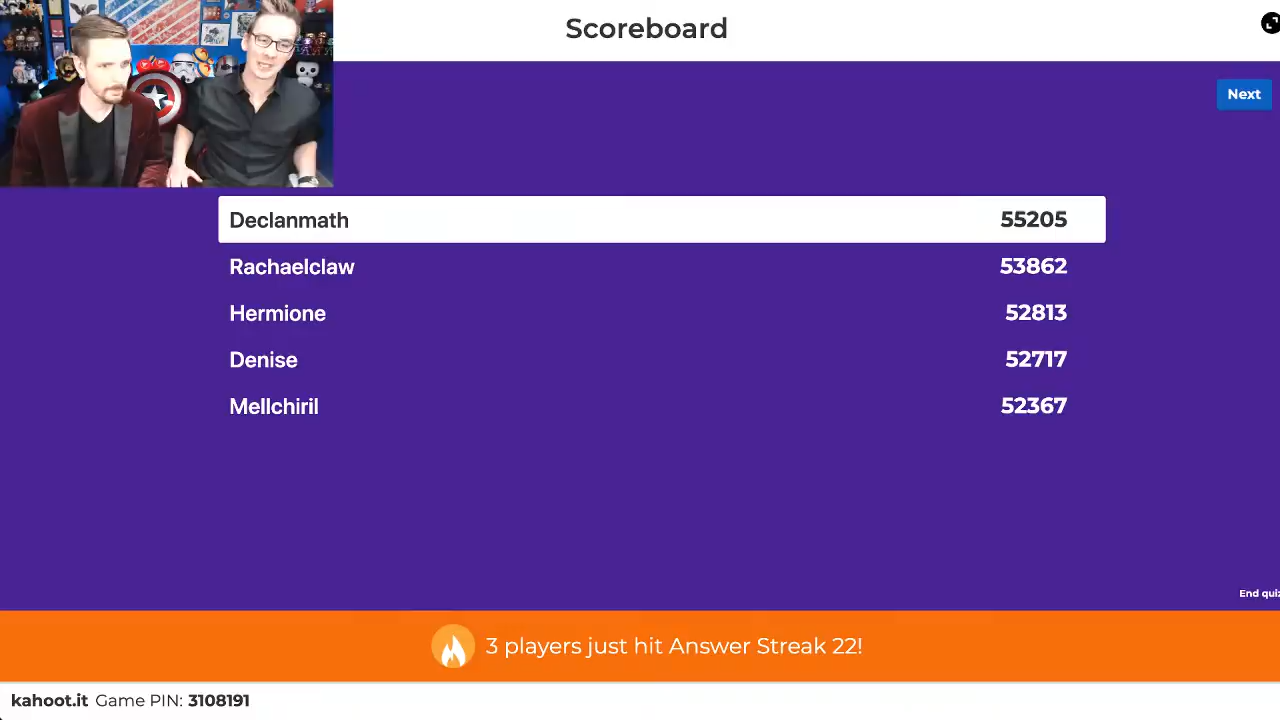 Scoreboard
Next
Declanmath 55205
Rachaelclaw 53862
Hermione 52813
Denise 52717
Mellchiril 52367
End quiz
3 players just hit Answer Streak 22!
kahoot.it Game PIN: 3108191